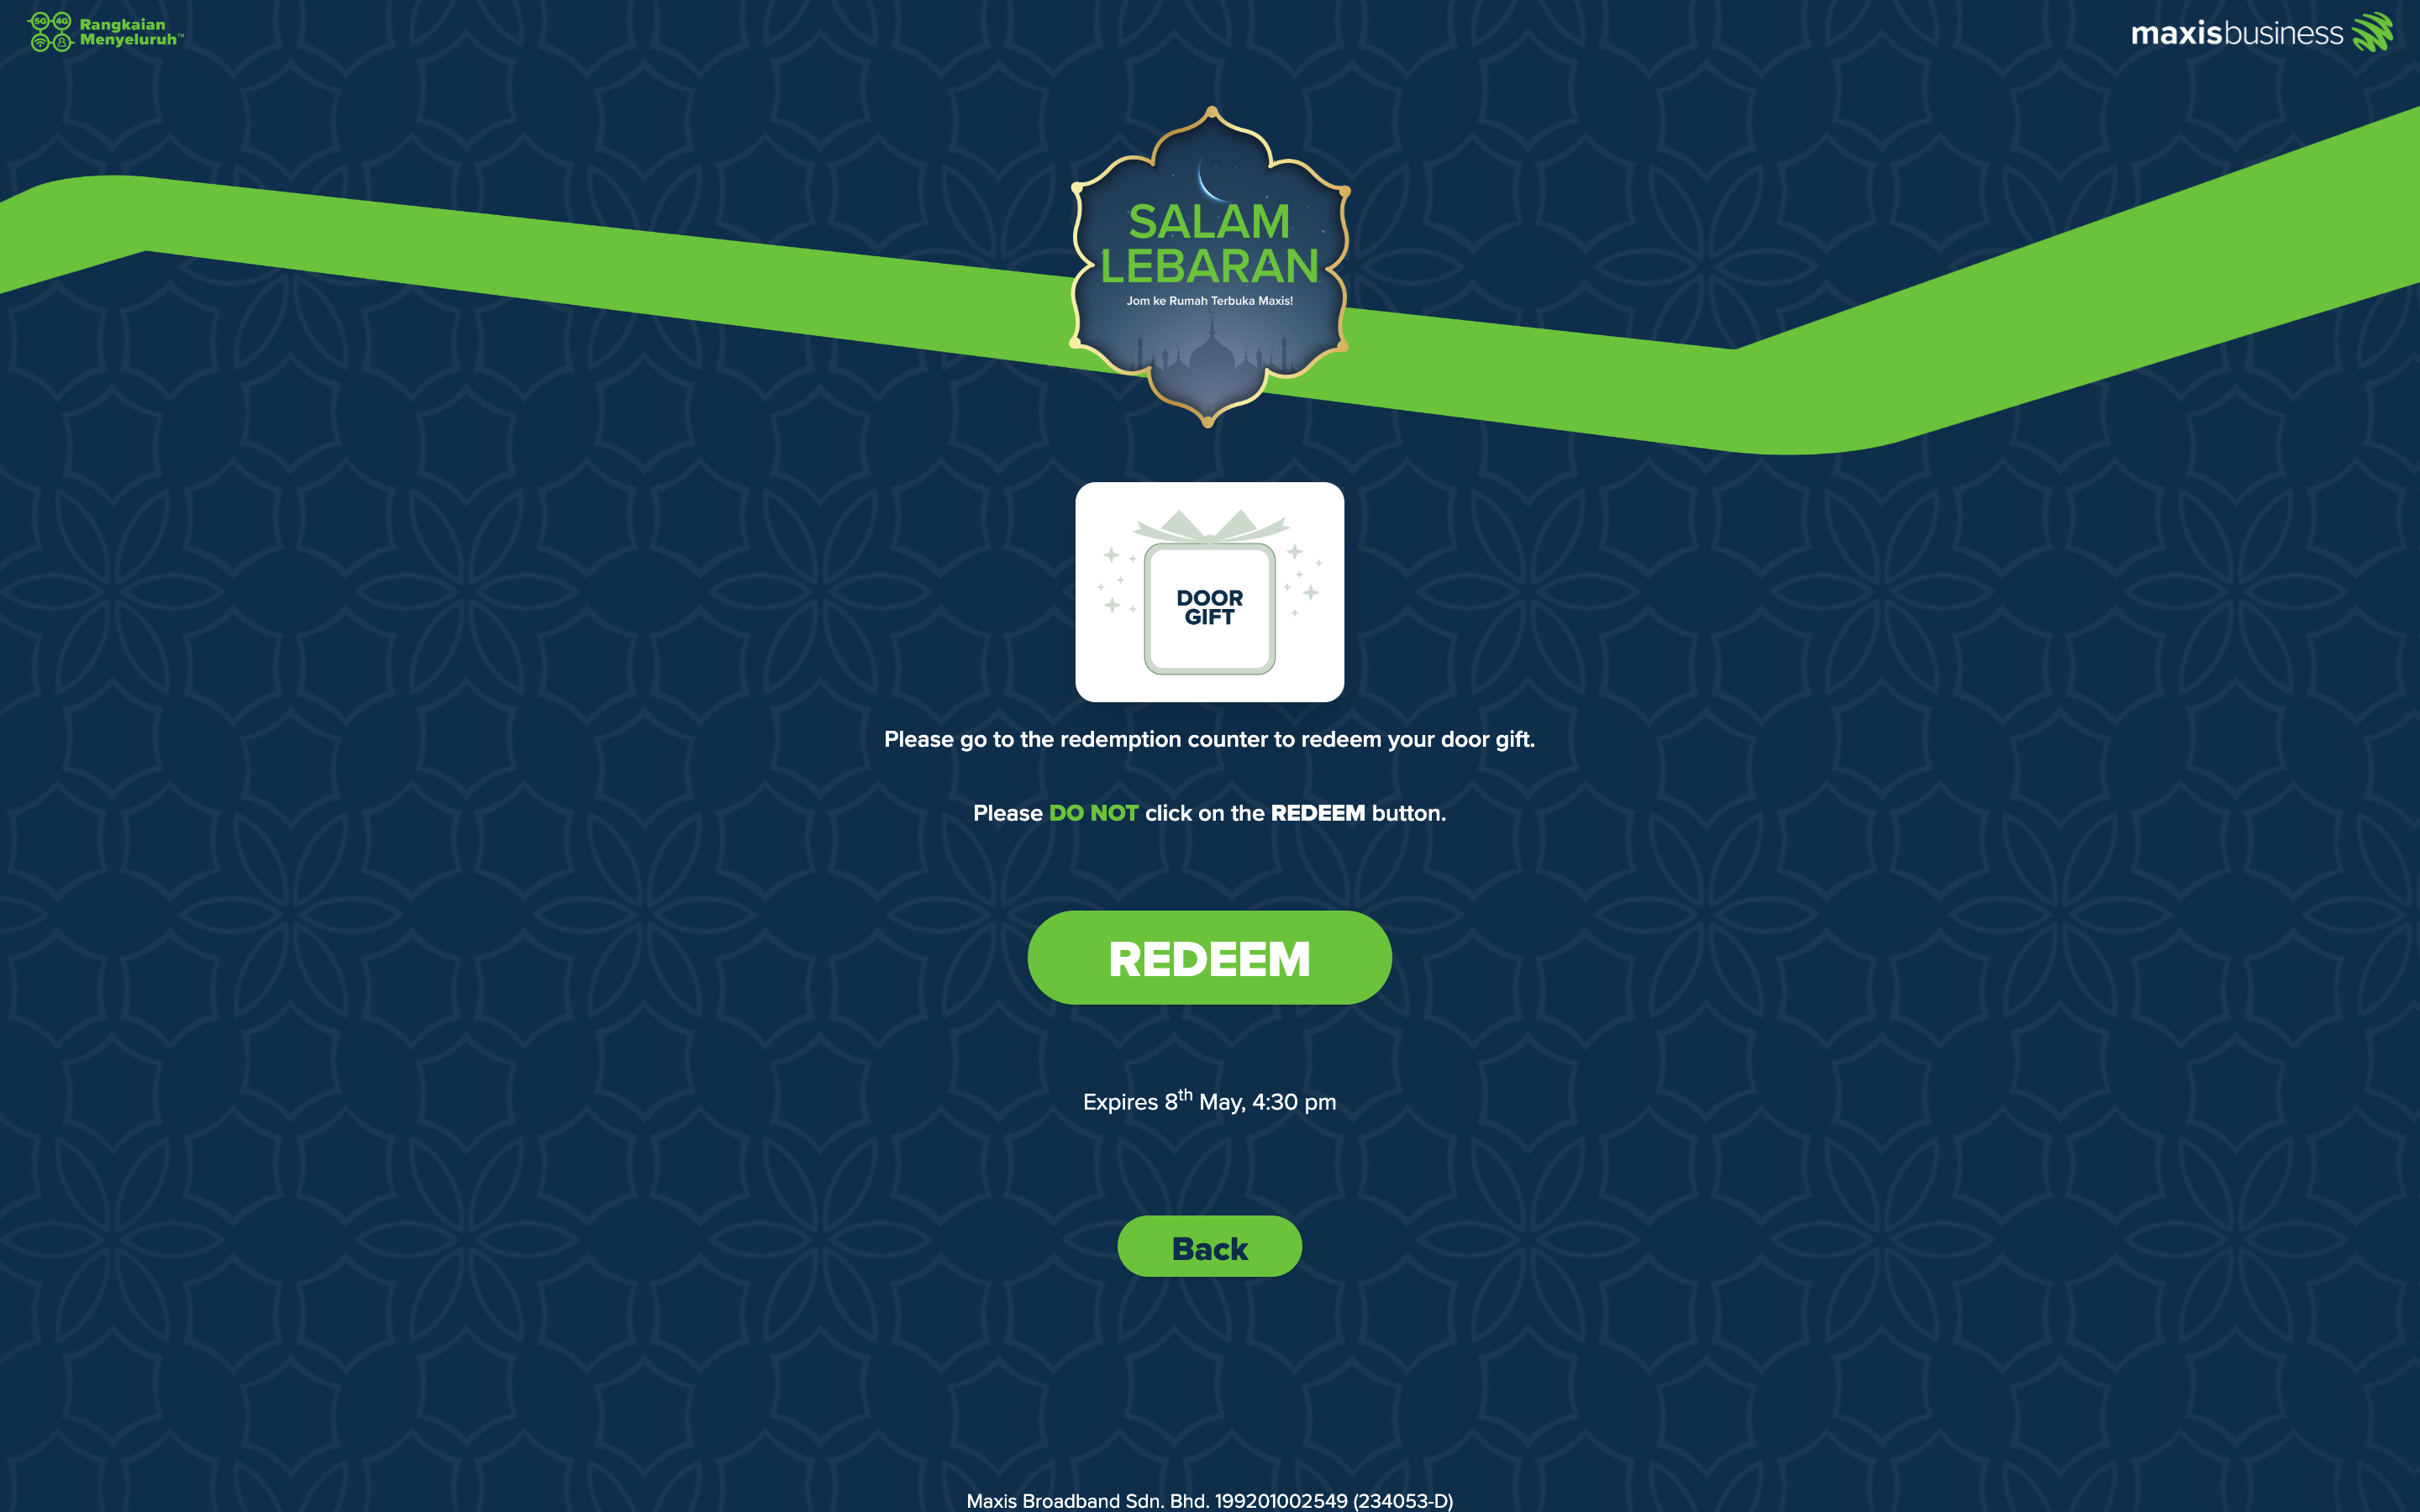 5G 4G
Rangkaian
Menyeluruh™
maxisbusiness
SALAM
LEBARAN
Jom ke Rumah Terbuka Maxis!
DOOR
GIFT
Please go to the redemption counter to redeem your door gift.
Please DO NOT click on the REDEEM button.
REDEEM
Expires 8th May, 4:30 pm
Back
Maxis Broadband Sdn. Bhd. 199201002549 (234053-D)